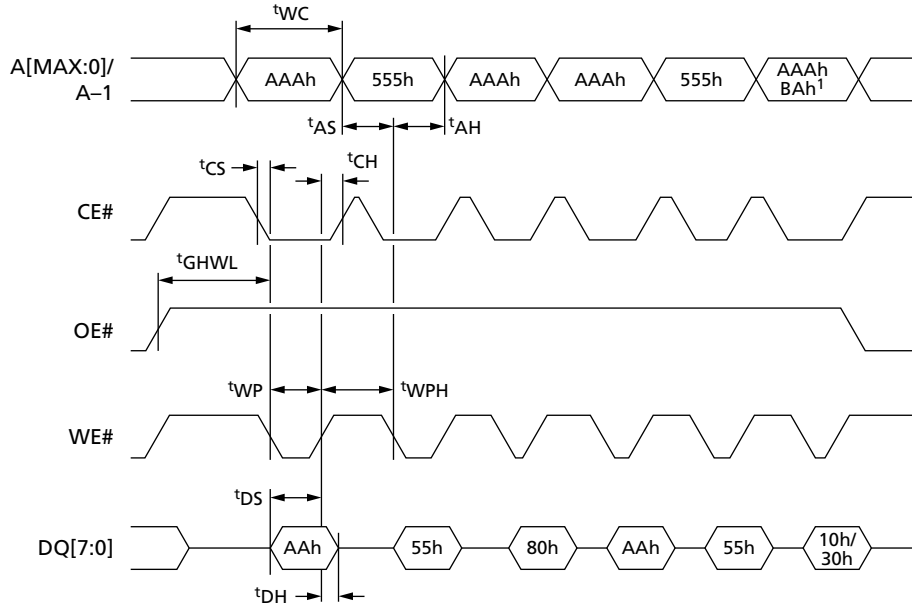 tWC
A[MAX:0]/
A–1
AAAh
555h
AAAh
AAAh
555h
AAAh
BAh1
tAS
tAH
tCS
tCH
CE#
tGHWL
OE#
tWP
tWPH
WE#
tDS
DQ[7:0]
AAh
55h
80h
AAh
55h
10h/
30h
tDH